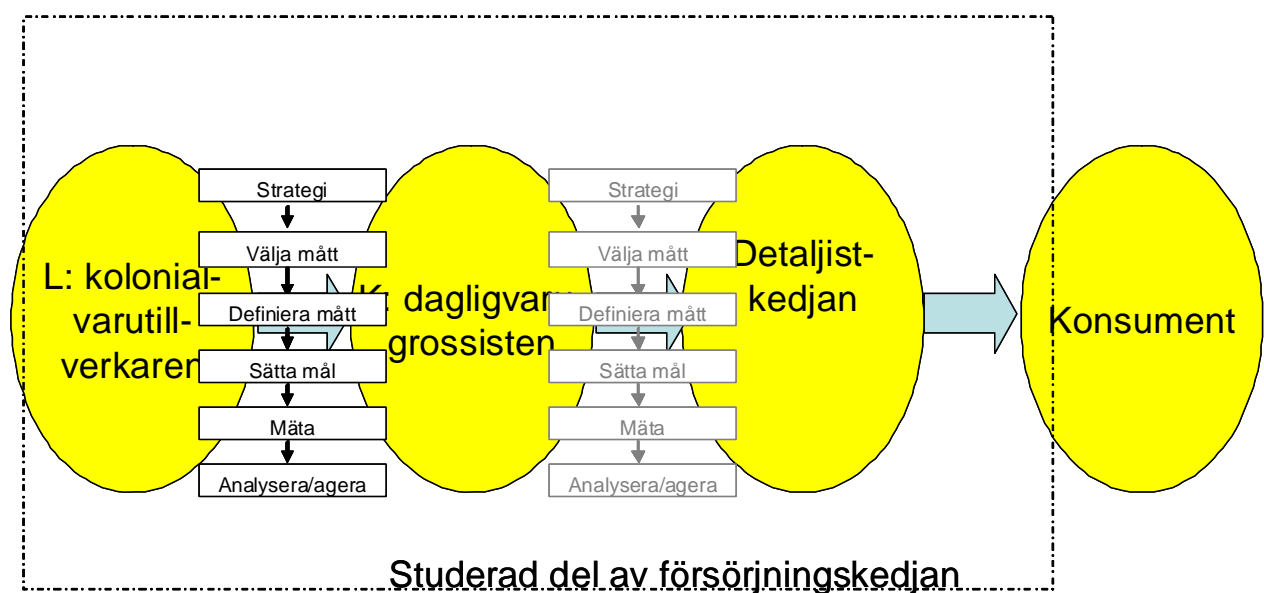 L: kolonial-
varutill-
verkaren
Strategi
Välja mått
Definiera mått
Sätta mål
Mäta
Analysera/agera
K: dagligvaru-
grossisten
Strategi
Välja mått
Definiera mått
Sätta mål
Mäta
Analysera/agera
Detaljist-
kedjan
Konsument
Studerad del av försörjningskedjan